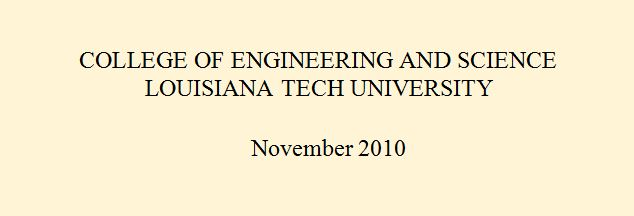 COLLEGE OF ENGINEERING AND SCIENCE
LOUISIANA TECH UNIVERSITY
November 2010